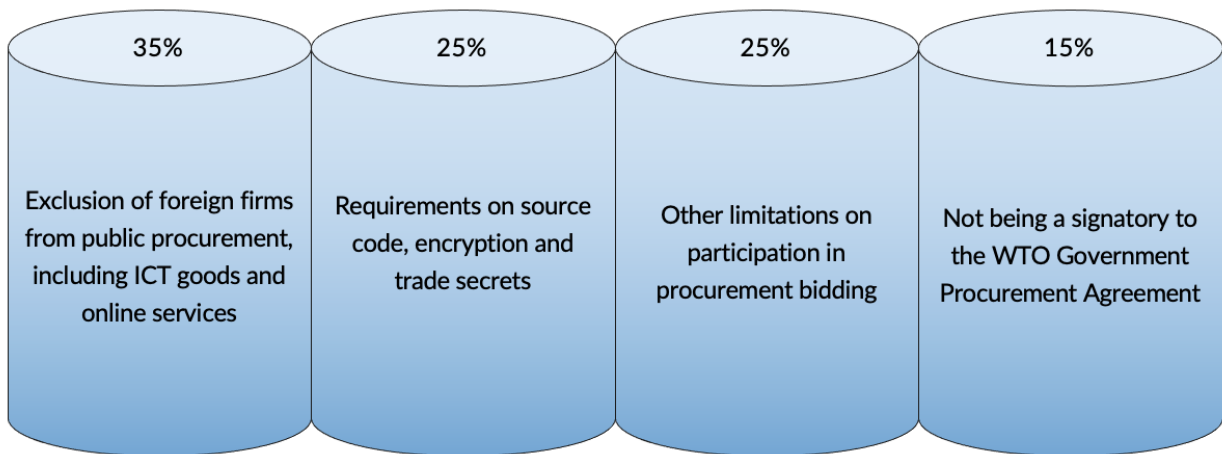 35%
Exclusion of foreign firms
from public procurement,
including ICT goods and
online services
25%
Requirements on source
code, encryption and
trade secrets
25%
Other limitations on
participation in
procurement bidding
15%
Not being a signatory to
the WTO Government
Procurement Agreement